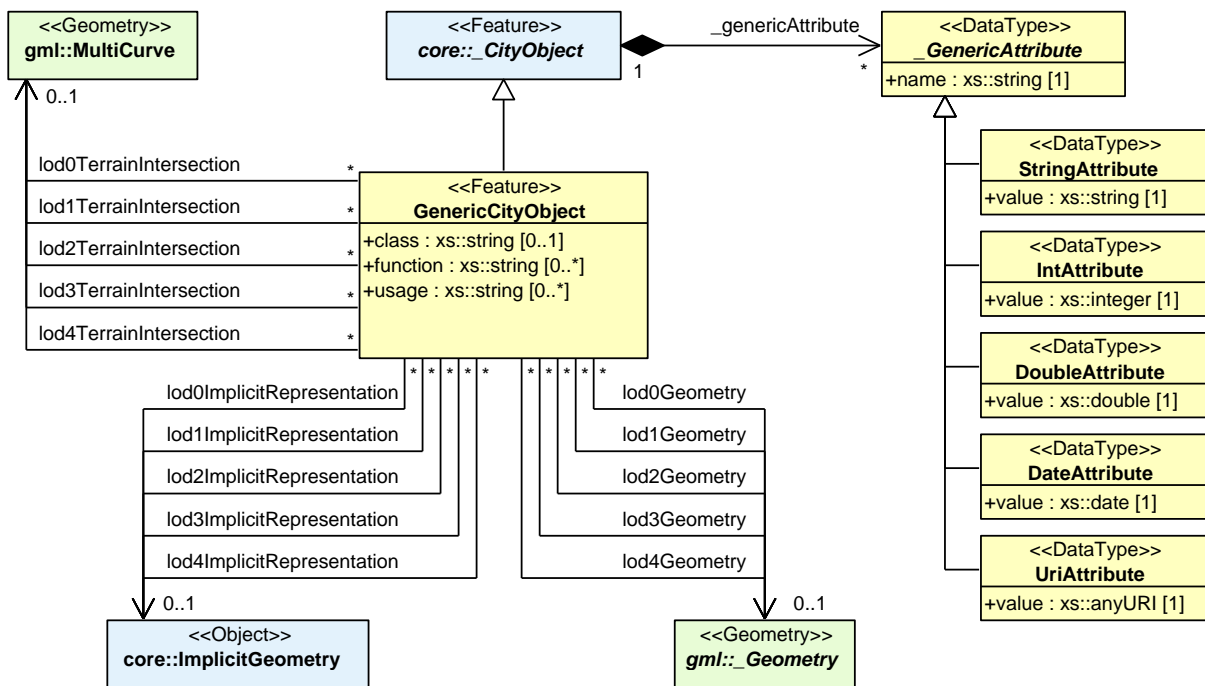 <<Geometry>>
gml::MultiCurve
<<Feature>>
core::_CityObject
_genericAttribute
1
*
<<DataType>>
_GenericAttribute
+name : xs::string [1]
0..1
lod0TerrainIntersection *
lod1TerrainIntersection *
lod2TerrainIntersection *
lod3TerrainIntersection *
lod4TerrainIntersection *
<<Feature>>
GenericCityObject
+class : xs::string [0..1]
+function : xs::string [0..*]
+usage : xs::string [0..*]
<<DataType>>
StringAttribute
+value : xs::string [1]
<<DataType>>
IntAttribute
+value : xs::integer [1]
<<DataType>>
DoubleAttribute
+value : xs::double [1]
<<DataType>>
DateAttribute
+value : xs::date [1]
<<DataType>>
UriAttribute
+value : xs::anyURI [1]
* * * * *
* * * * *
lod0ImplicitRepresentation
lod1ImplicitRepresentation
lod2ImplicitRepresentation
lod3ImplicitRepresentation
lod4ImplicitRepresentation
0..1
lod0Geometry
lod1Geometry
lod2Geometry
lod3Geometry
lod4Geometry
0..1
<<Object>>
core::ImplicitGeometry
<<Geometry>>
gml::_Geometry